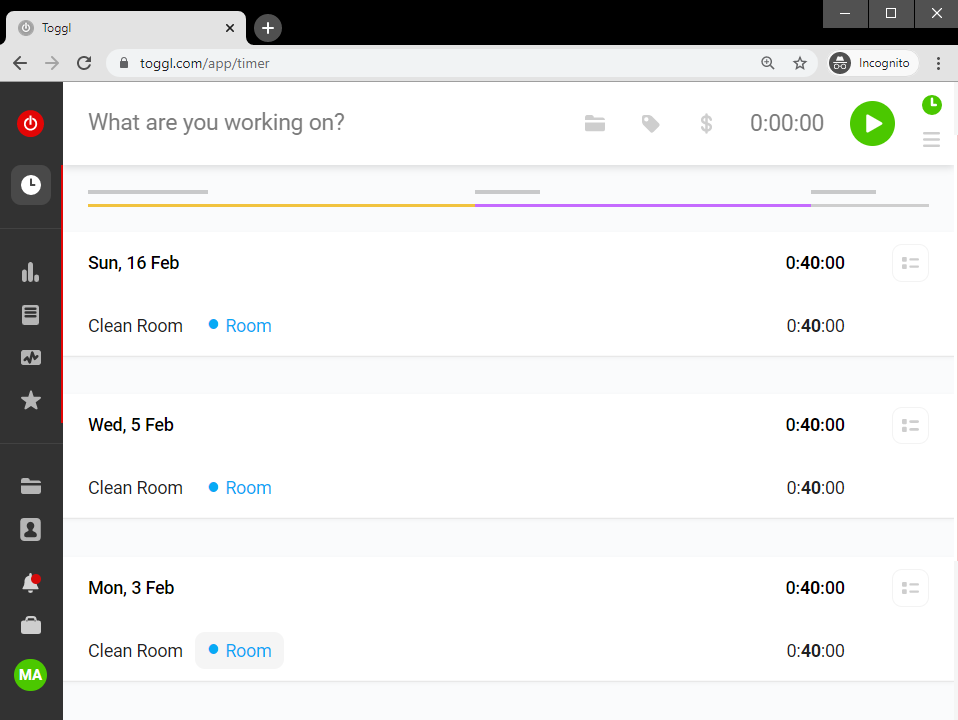 Toggl
toggl.com/app/timer
Incognito
What are you working on?
$
0:00:00
Sun, 16 Feb
0:40:00
Clean Room
Room
0:40:00
Wed, 5 Feb
0:40:00
Clean Room
Room
0:40:00
Mon, 3 Feb
0:40:00
Clean Room
Room
0:40:00
MA